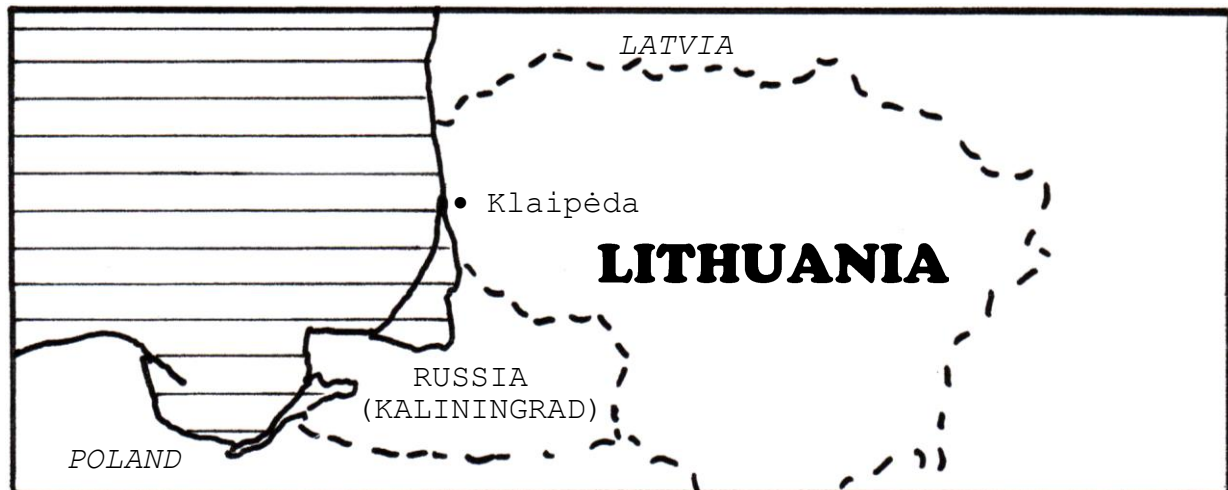 LATVIA
Klaipėda
LITHUANIA
RUSSIA
(KALININGRAD)
POLAND